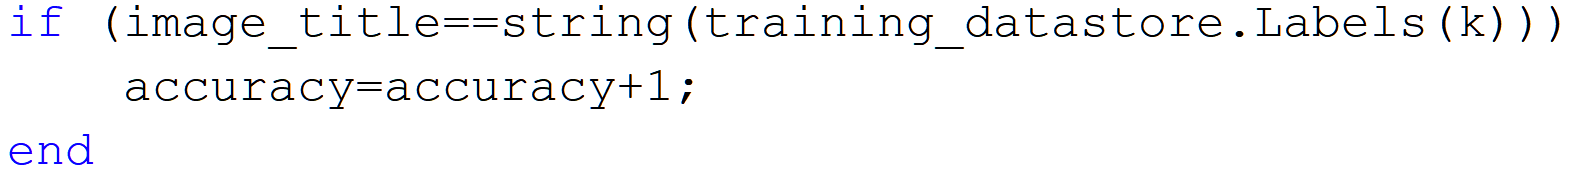 if (image_title==string(training_datastore.Labels(k)))
    accuracy=accuracy+1;
end